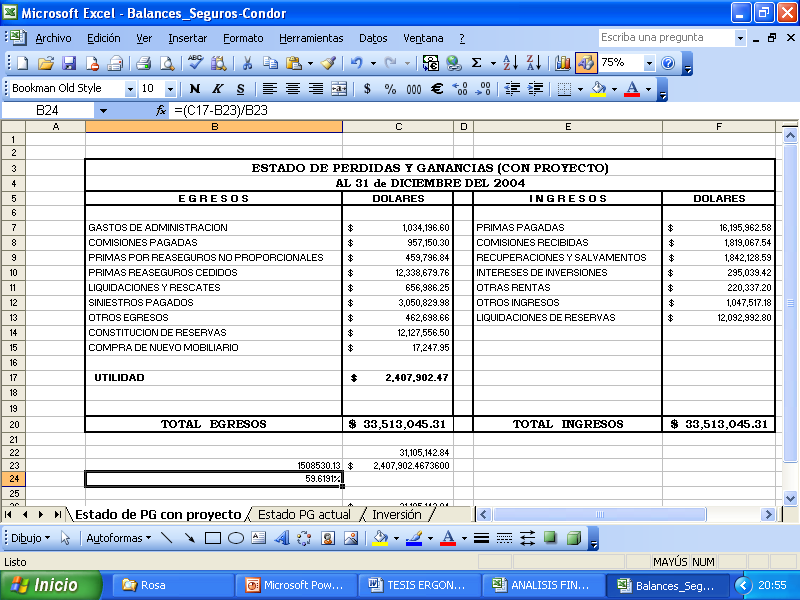 Microsoft Excel - Balances_Seguros-Condor
Archivo Edición Ver Insertar Formato Herramientas Datos Ventana ? Escriba una pregunta
75%
Bookman Old Style 10 N K S $ % 000 €
B24 fx =(C17-B23)/B23
A B C D E F
1
2
3 ESTADO DE PERDIDAS Y GANANCIAS (CON PROYECTO)
4 AL 31 de DICIEMBRE DEL 2004
5 E G R E S O S DOLARES I N G R E S O S DOLARES
6
7 GASTOS DE ADMINISTRACION $ 1,034,196.60 PRIMAS PAGADAS $ 16,195,962.58
8 COMISIONES PAGADAS $ 957,150.30 COMISIONES RECIBIDAS $ 1,819,067.54
9 PRIMAS POR REASEGUROS NO PROPORCIONALES $ 459,796.84 RECUPERACIONES Y SALVAMENTOS $ 1,842,128.59
10 PRIMAS REASEGUROS CEDIDOS $ 12,338,679.76 INTERESES DE INVERSIONES $ 295,039.42
11 LIQUIDACIONES Y RESCATES $ 656,986.25 OTRAS RENTAS $ 220,337.20
12 SINIESTROS PAGADOS $ 3,050,829.98 OTROS INGRESOS $ 1,047,517.18
13 OTROS EGRESOS $ 462,698.66 LIQUIDACIONES DE RESERVAS $ 12,092,992.80
14 CONSTITUCION DE RESERVAS $ 12,127,556.50
15 COMPRA DE NUEVO MOBILIARIO $ 17,247.95
16
17 UTILIDAD $ 2,407,902.47
18
19
20 TOTAL EGRESOS $ 33,513,045.31 TOTAL INGRESOS $ 33,513,045.31
21
22 31,105,142.84
23 1508530.13 $ 2,407,902.4673600
24 59.6191%
25
Estado de PG con proyecto Estado PG actual Inversión
Dibujo Autoformas
Listo MAYÚS NUM
Inicio Rosa Microsoft Pow... TESIS ERGON... ANALISIS FIN... Balances_Seg... 20:55